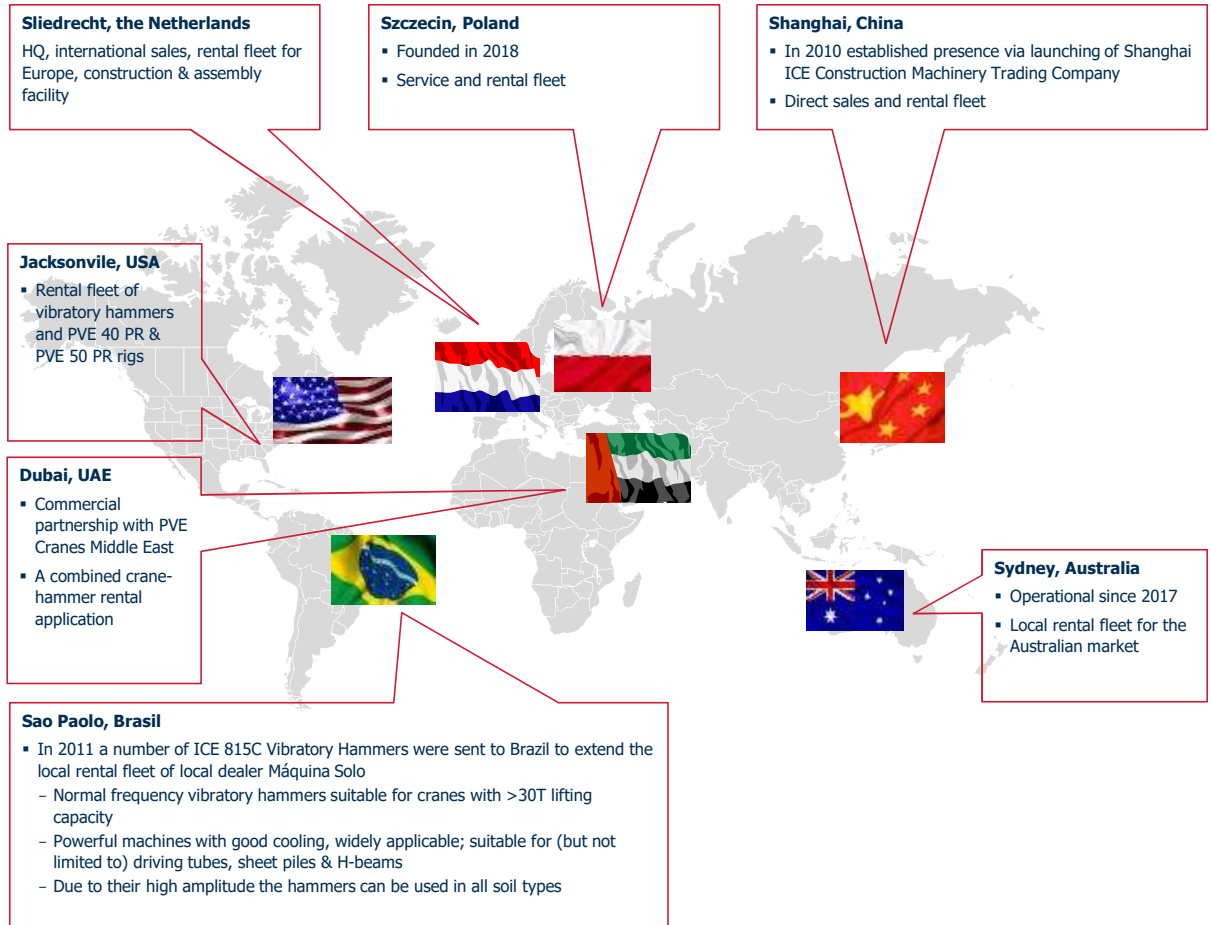 Sliedrecht, the Netherlands
HQ, international sales, rental fleet for
Europe, construction & assembly
facility
Szczecin, Poland
▪ Founded in 2018
▪ Service and rental fleet
Shanghai, China
▪ In 2010 established presence via launching of Shanghai
ICE Construction Machinery Trading Company
▪ Direct sales and rental fleet
Jacksonvile, USA
▪ Rental fleet of
vibratory hammers
and PVE 40 PR &
PVE 50 PR rigs
Dubai, UAE
▪ Commercial
partnership with PVE
Cranes Middle East
▪ A combined crane-
hammer rental
application
Sydney, Australia
▪ Operational since 2017
▪ Local rental fleet for the
Australian market
Sao Paolo, Brasil
▪ In 2011 a number of ICE 815C Vibratory Hammers were sent to Brazil to extend the
local rental fleet of local dealer Máquina Solo
– Normal frequency vibratory hammers suitable for cranes with >30T lifting
capacity
– Powerful machines with good cooling, widely applicable; suitable for (but not
limited to) driving tubes, sheet piles & H-beams
– Due to their high amplitude the hammers can be used in all soil types